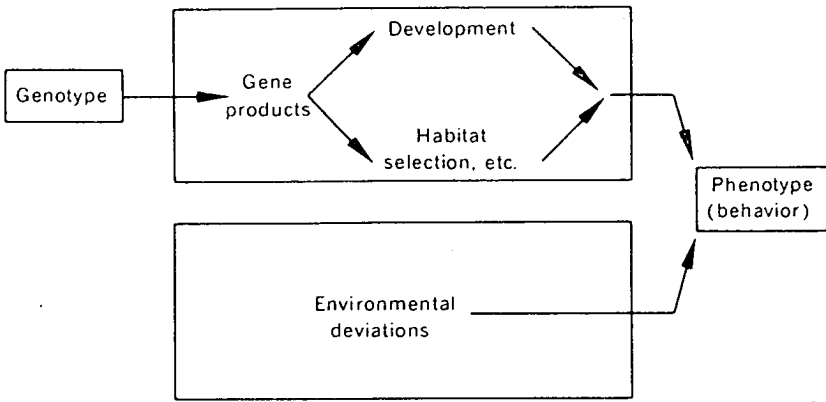 Genotype
Gene
products
Development
Habitat
selection, etc.
Phenotype
(behavior)
Environmental
deviations